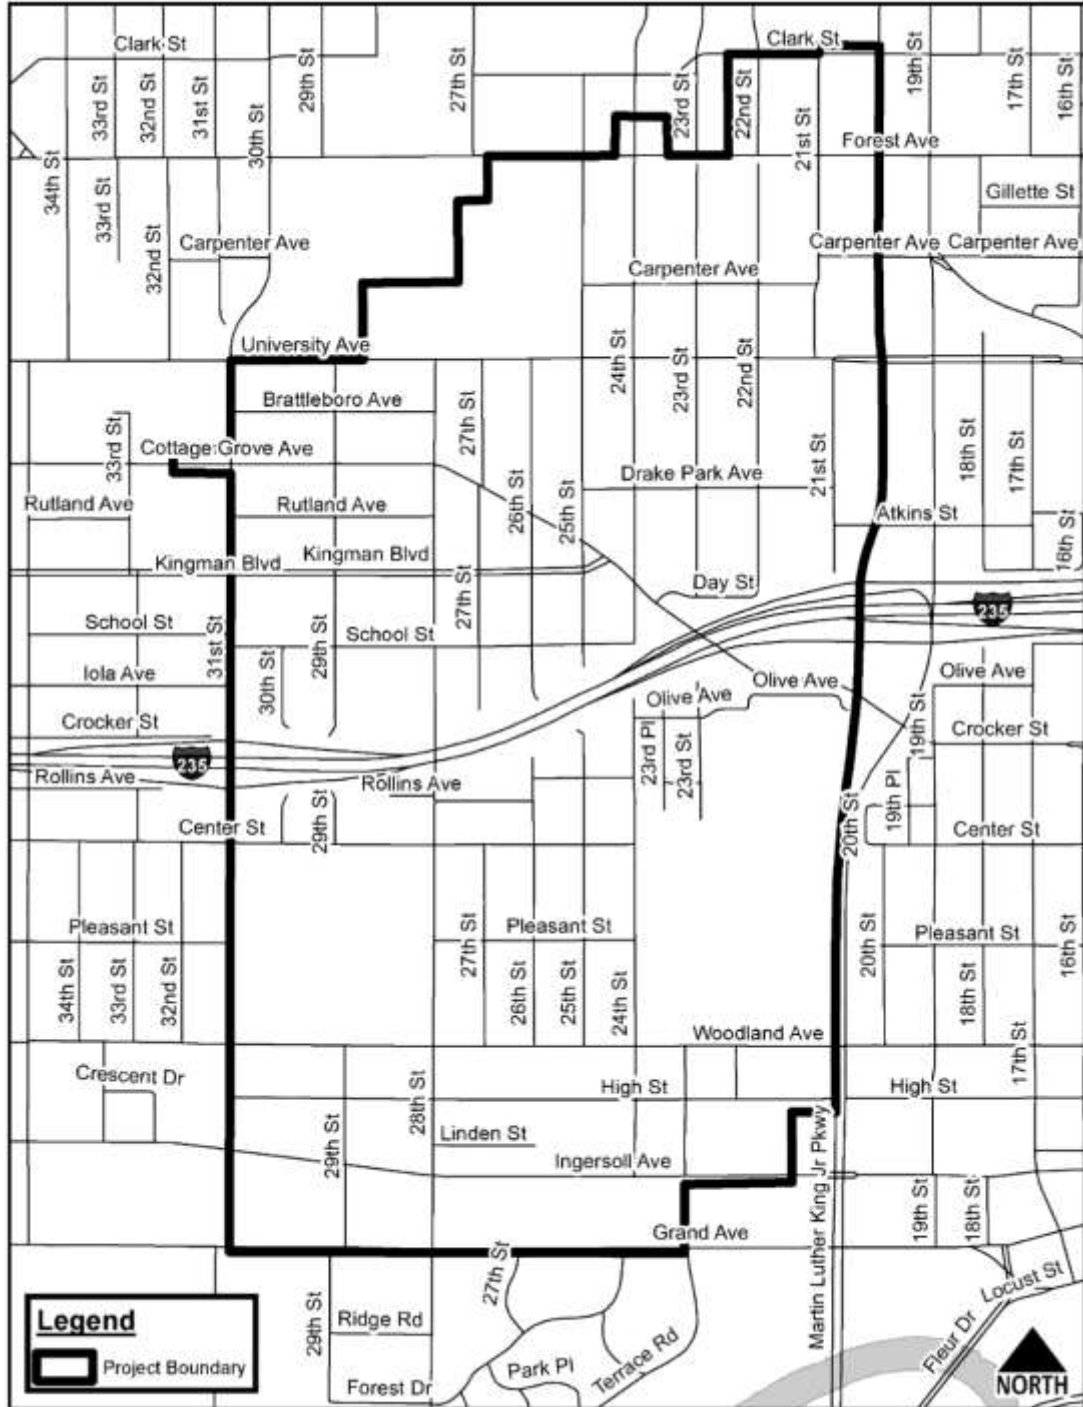 Clark St
Clark St
33rd St
32nd St
31st St
30th St
29th St
27th St
23rd St
22nd St
21st St
19th St
17th St
16th St
Forest Ave
34th St
33rd St
32nd St
Gillette St
Carpenter Ave
Carpenter Ave
Carpenter Ave
Carpenter Ave
University Ave
24th St
23rd St
22nd St
Brattleboro Ave
33rd St
Cottage Grove Ave
27th St
26th St
25th St
Drake Park Ave
21st St
18th St
17th St
Rutland Ave
Rutland Ave
Atkins St
16th St
Kingman Blvd
Kingman Blvd
Day St
27th St
235
School St
31st St
29th St
School St
Iola Ave
30th St
Olive Ave
Olive Ave
Olive Ave
Crocker St
23rd Pl
23rd St
19th St
Crocker St
235
Rollins Ave
Rollins Ave
20th St
19th Pl
Center St
29th St
Center St
Pleasant St
27th St
Pleasant St
20th St
Pleasant St
16th St
34th St
33rd St
32nd St
26th St
25th St
24th St
18th St
Woodland Ave
17th St
Crescent Dr
28th St
High St
High St
29th St
Linden St
Ingersoll Ave
Martin Luther King Jr Pkwy
19th St
18th St
Grand Ave
27th St
Locust St
29th St
Ridge Rd
Fleur Dr
Park Pl
Terrace Rd
Forest Dr
Legend
Project Boundary
NORTH